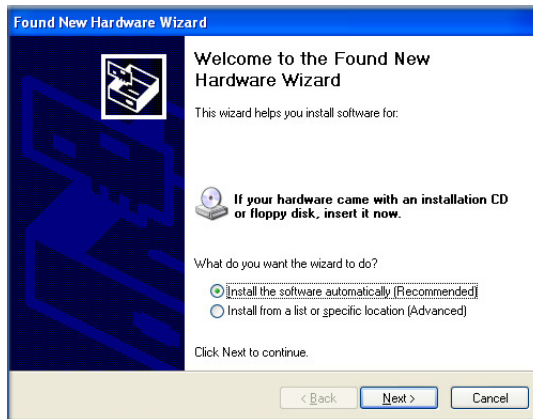 Found New Hardware Wizard
Welcome to the Found New
Hardware Wizard
This wizard helps you install software for:
If your hardware came with an installation CD
or floppy disk, insert it now.
What do you want the wizard to do?
Install the software automatically (Recommended)
Install from a list or specific location (Advanced)
Click Next to continue.
< Back
Next >
Cancel